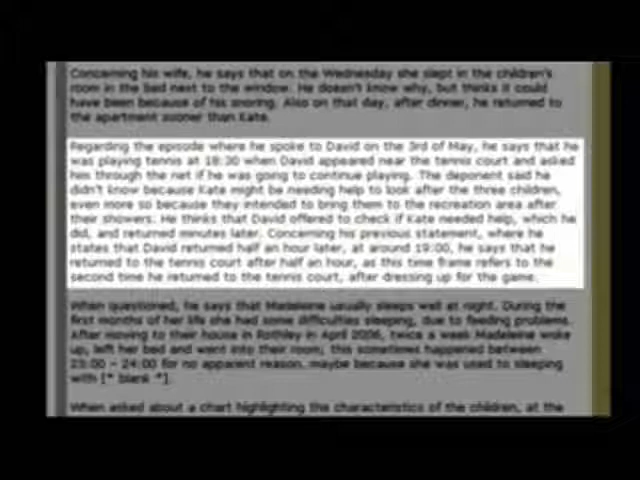 Concerning his wife, he says that on the Wednesday she slept in the children's
room in the bed next to the window. He doesn't know why, but thinks it could
have been because of his snoring. Also on that day, after dinner, he returned to
the apartment sooner than Kate.
Regarding the episode where he spoke to David on the 3rd of May, he says that he
was playing tennis at 18:30 when David appeared near the tennis court and asked
him through the net if he was going to continue playing. The deponent said he
didn't know because Kate might be needing help to look after the three children,
even more so because they intended to bring them to the recreation area after
their showers. He thinks that David offered to check if Kate needed help, which he
did, and returned minutes later. Concerning his previous statement, where he
states that David returned half an hour later, at around 19:00, he says that he
returned to the tennis court after half an hour, as this time frame refers to the
second time he returned to the tennis court, after dressing up for the game.
When questioned, he says that Madeleine usually sleeps well at night. During the
first months of her life she had some difficulties sleeping, due to feeding problems.
After moving to their house in Rothley in April 2006, twice a week Madeleine woke
up, left her bed and went into their room; this sometimes happened between
23:00 – 24:00 for no apparent reason, maybe because she was used to sleeping
with [* blank *].
When asked about a chart highlighting the characteristics of the children, at the